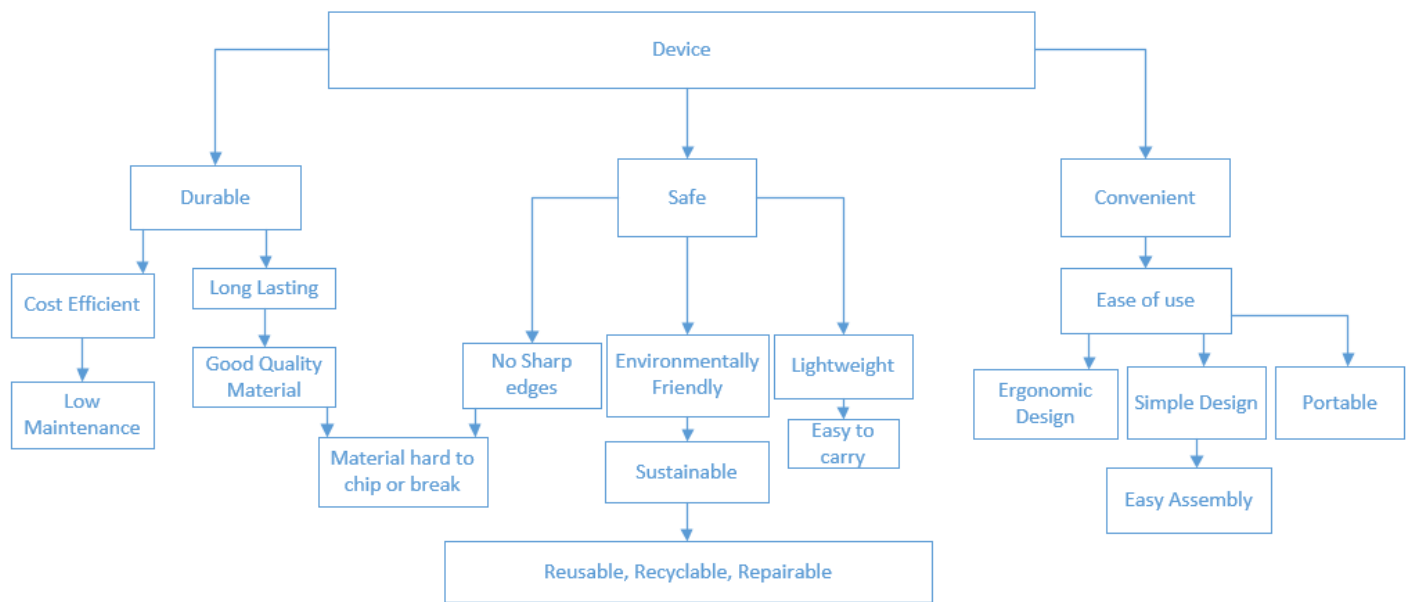 Device
Durable
Safe
Convenient
Cost Efficient
Long Lasting
Ease of use
Low
Maintenance
Good Quality
Material
No Sharp
edges
Environmentally
Friendly
Lightweight
Ergonomic
Design
Simple Design
Portable
Material hard to
chip or break
Sustainable
Easy to
carry
Easy Assembly
Reusable, Recyclable, Repairable